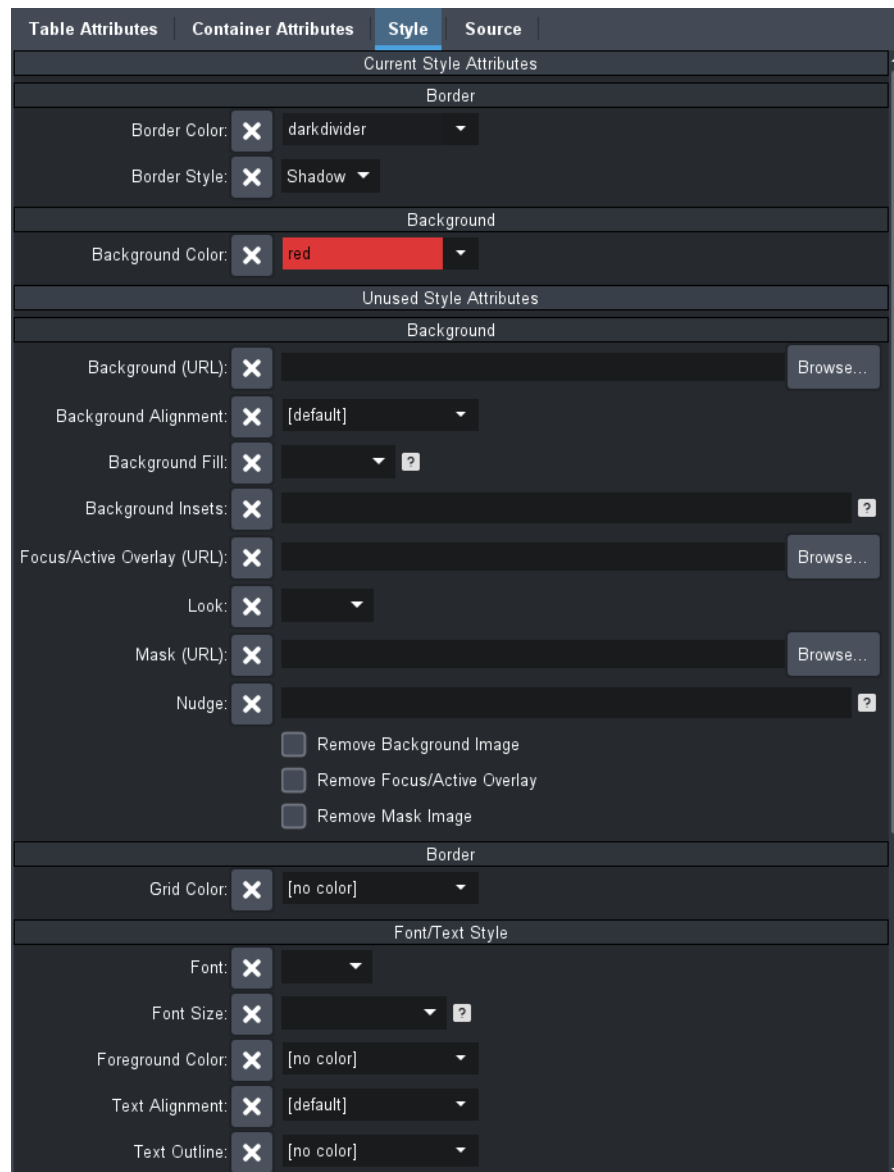 Table Attributes Container Attributes Style Source
Current Style Attributes
Border
Border Color: darkdivider
Border Style: Shadow
Background
Background Color: red
Unused Style Attributes
Background
Background (URL): Browse...
Background Alignment: [default]
Background Fill: ?
Background Insets: ?
Focus/Active Overlay (URL): Browse...
Look:
Mask (URL): Browse...
Nudge: ?
Remove Background Image
Remove Focus/Active Overlay
Remove Mask Image
Border
Grid Color: [no color]
Font/Text Style
Font:
Font Size: ?
Foreground Color: [no color]
Text Alignment: [default]
Text Outline: [no color]